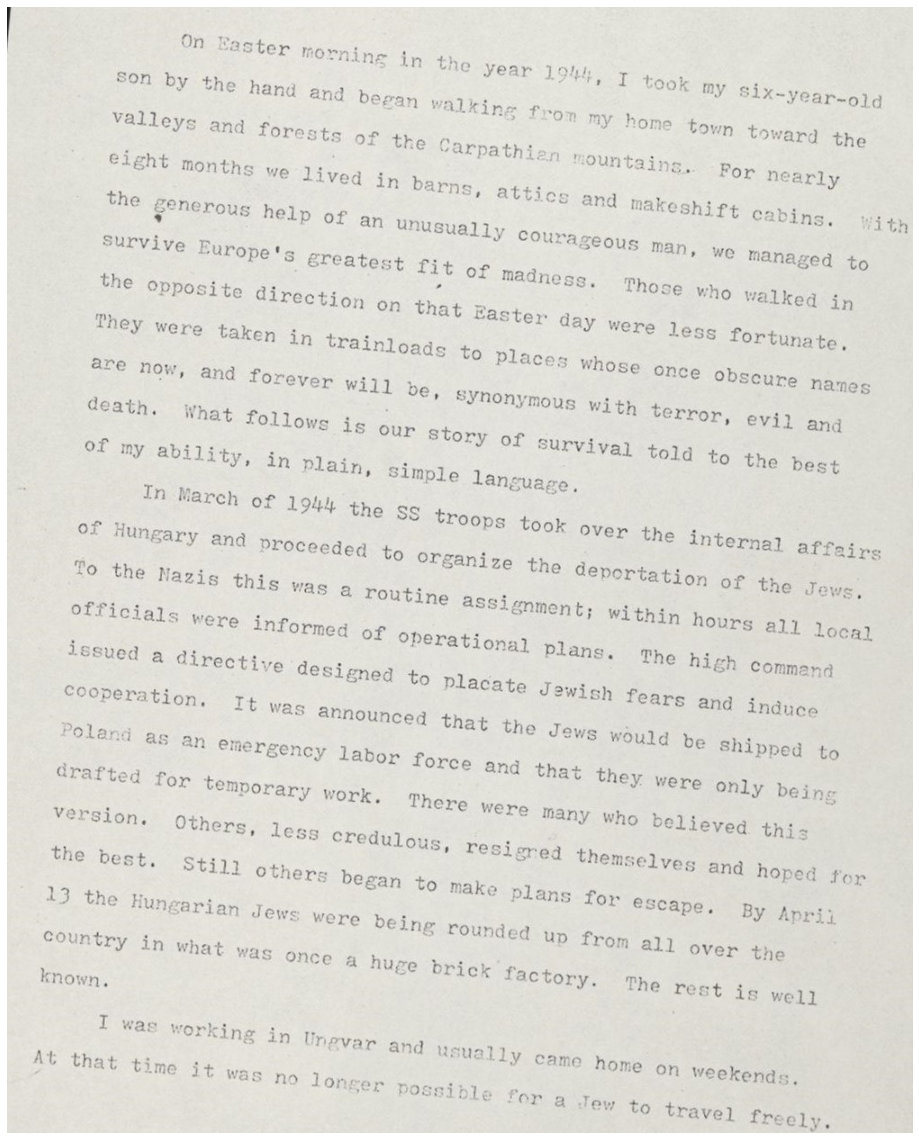 On Easter morning in the year 1944, I took my six-year-old
son by the hand and began walking from my home town toward the
valleys and forests of the Carpathian mountains. For nearly
eight months we lived in barns, attics and makeshift cabins. With
the generous help of an unusually courageous man, we managed to
survive Europe's greatest fit of madness. Those who walked in
the opposite direction on that Easter day were less fortunate.
They were taken in trainloads to places whose once obscure names
are now, and forever will be, synonymous with terror, evil and
death. What follows is our story of survival told to the best
of my ability, in plain, simple language.
In March of 1944 the SS troops took over the internal affairs
of Hungary and proceeded to organize the deportation of the Jews.
To the Nazis this was a routine assignment; within hours all local
officials were informed of operational plans. The high command
issued a directive designed to placate Jewish fears and induce
cooperation. It was announced that the Jews would be shipped to
Poland as an emergency labor force and that they were only being
drafted for temporary work. There were many who believed this
version. Others, less credulous, resigned themselves and hoped for
the best. Still others began to make plans for escape. By April
13 the Hungarian Jews were being rounded up from all over the
country in what was once a huge brick factory. The rest is well
known.
I was working in Ungvar and usually came home on weekends.
At that time it was no longer possible for a Jew to travel freely.